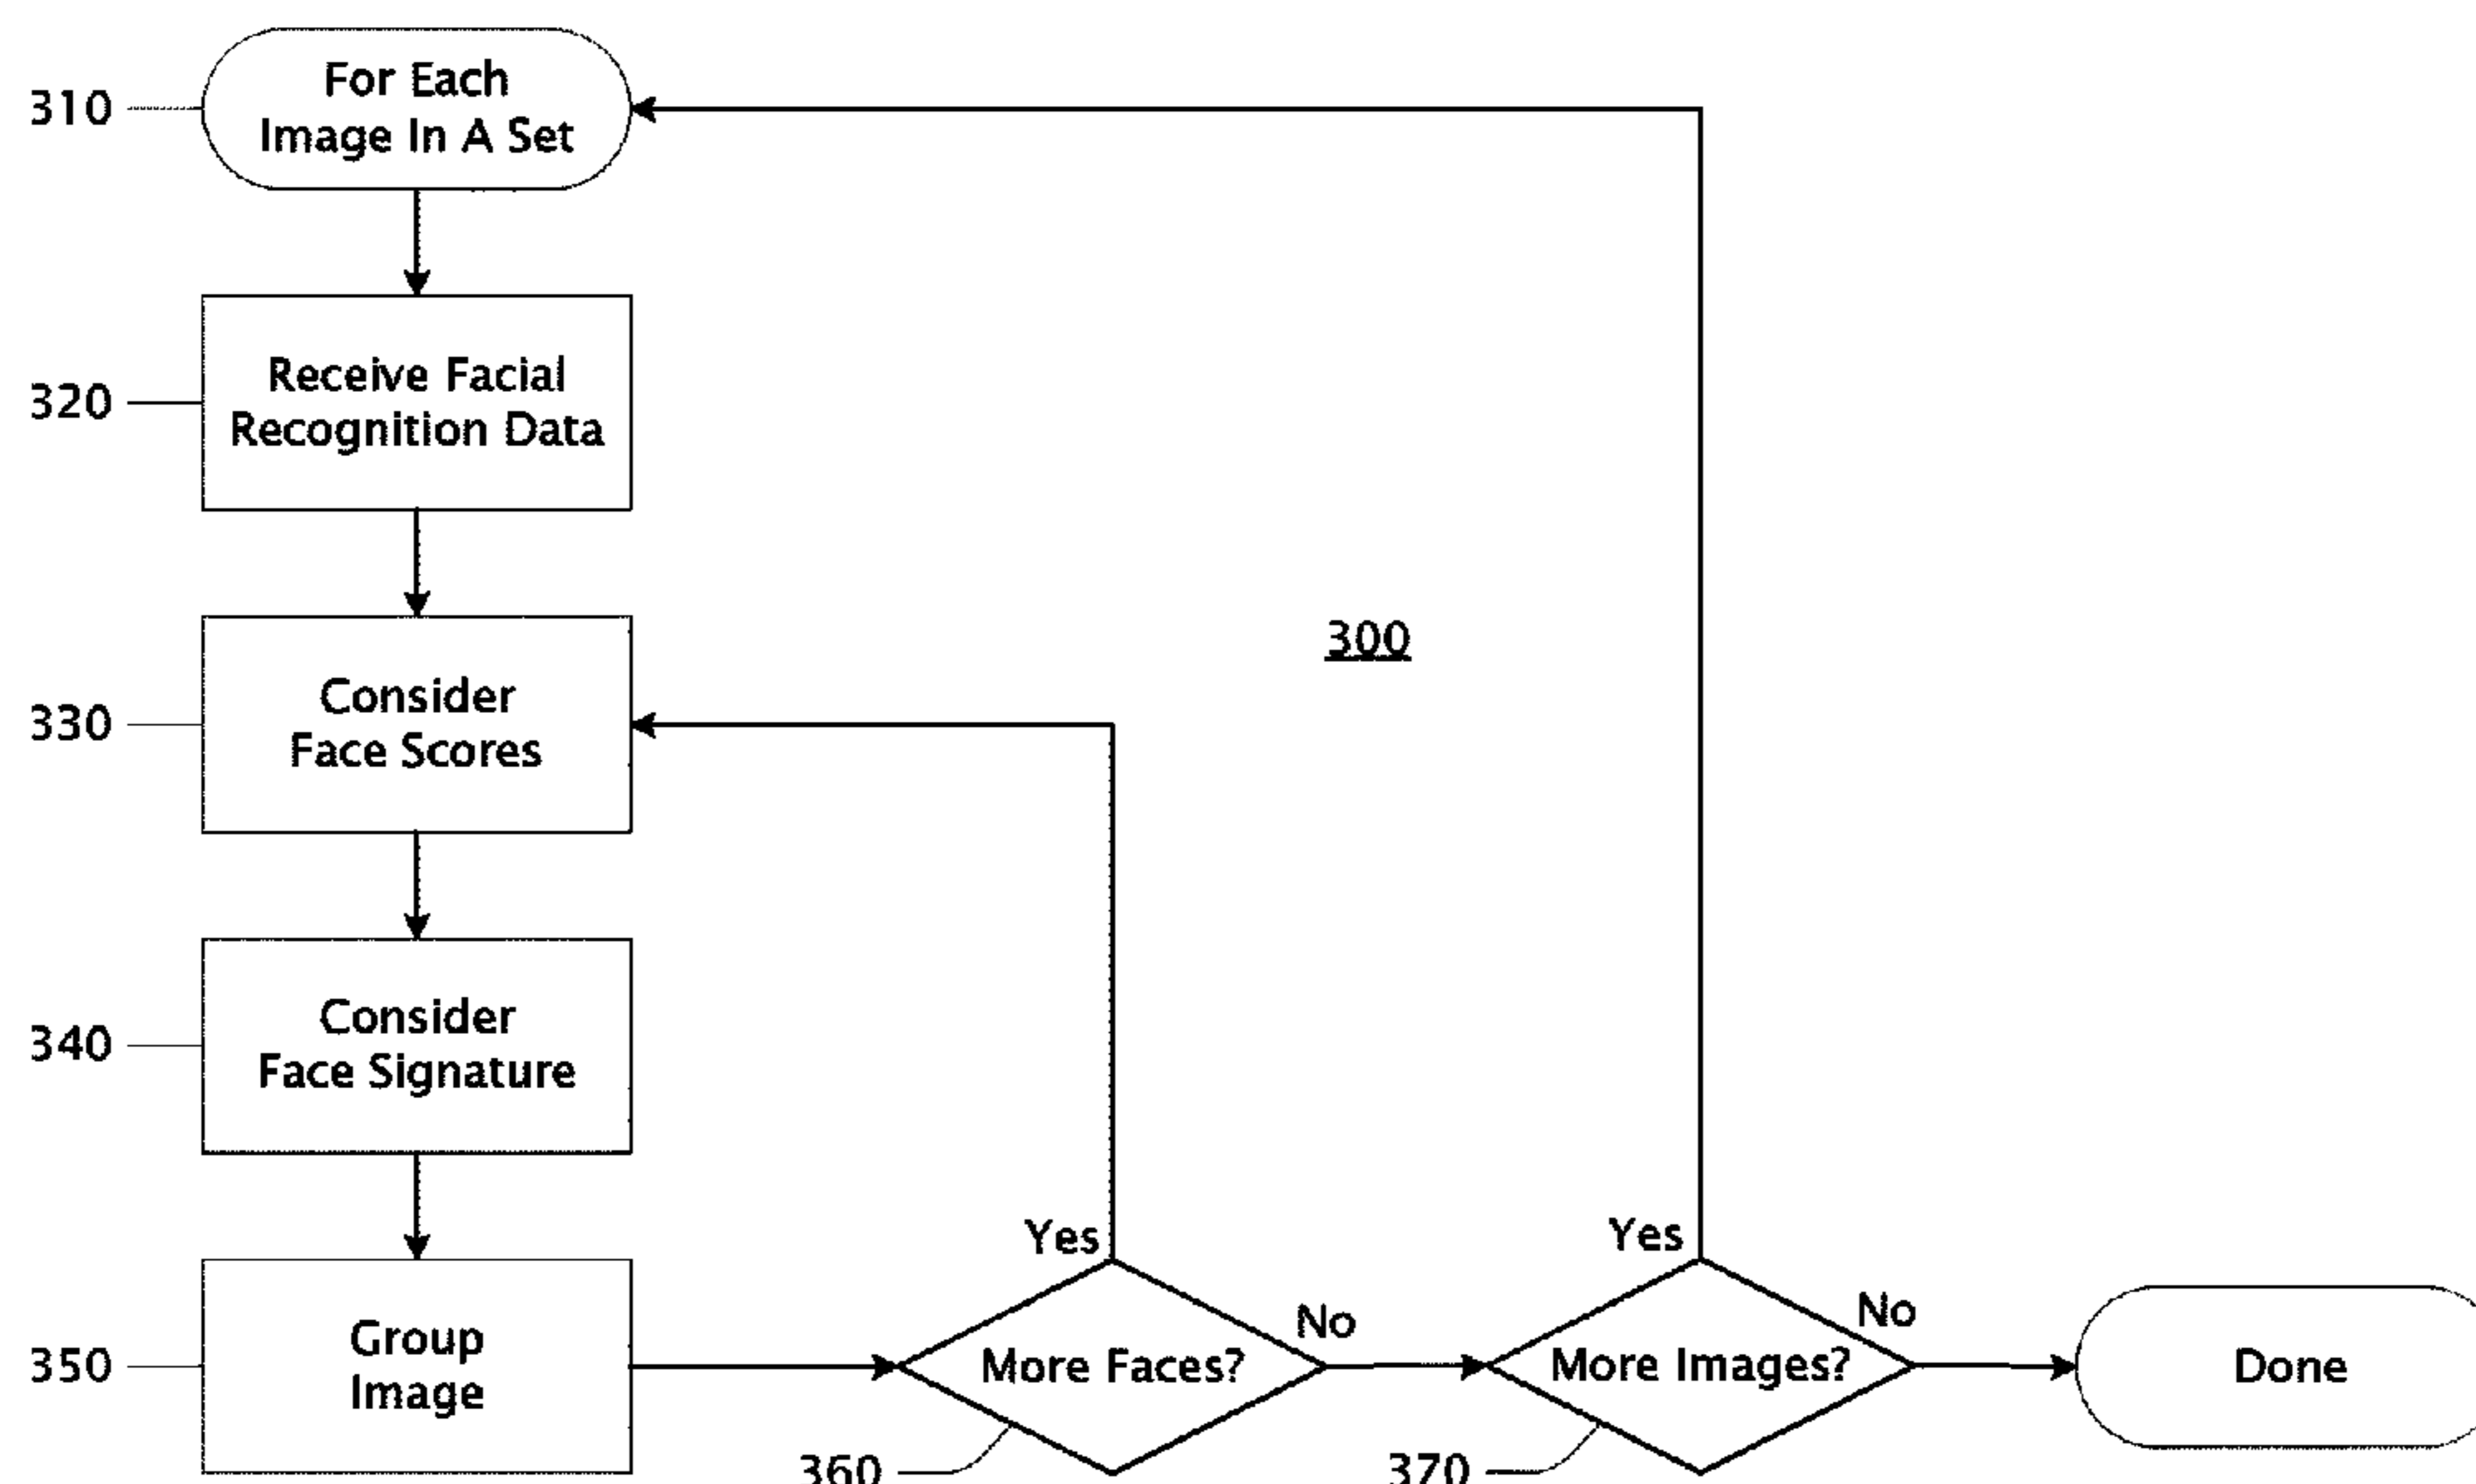 For Each
Image In A Set
310
Receive Facial
Recognition Data
320
Consider
Face Scores
330
300
Consider
Face Signature
340
Group
Image
350
Yes
More Faces?
No
360
Yes
More Images?
No
370
Done